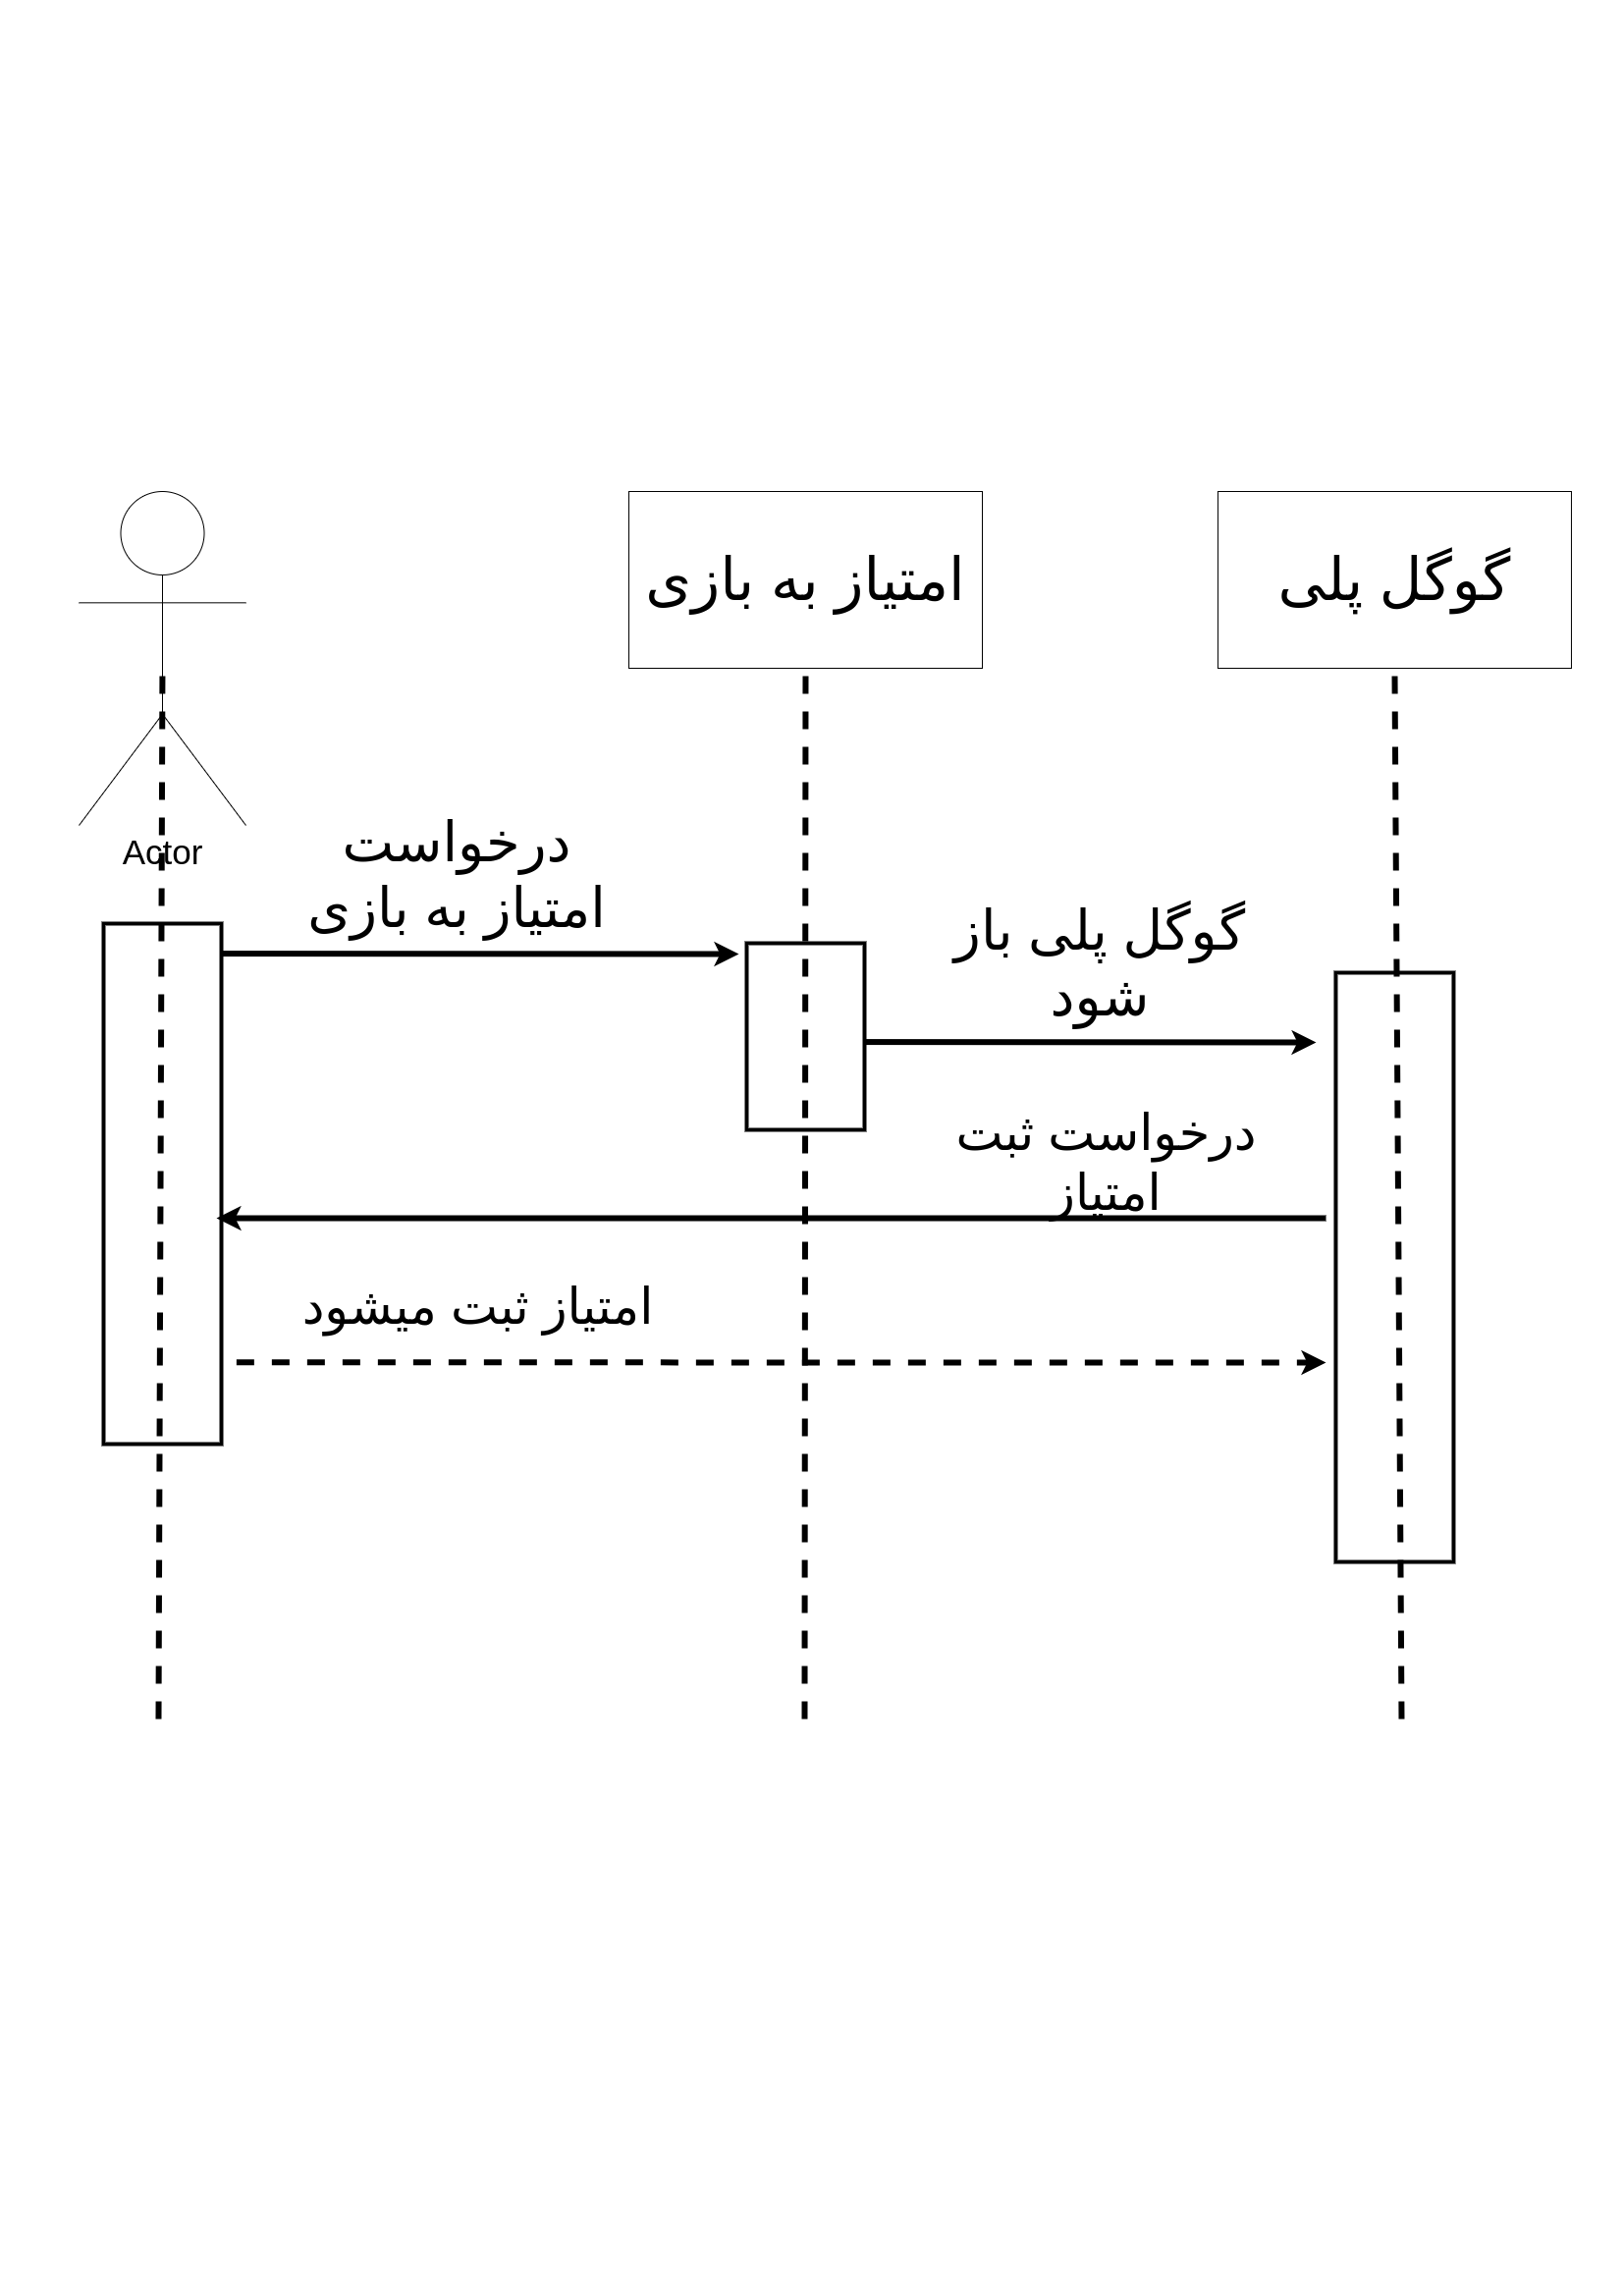 امتیاز به بازی
گوگل پلی
Actor
درخواست
امتیاز به بازی
گوگل پلی باز
شود
درخواست ثبت
امتیاز
امتیاز ثبت میشود